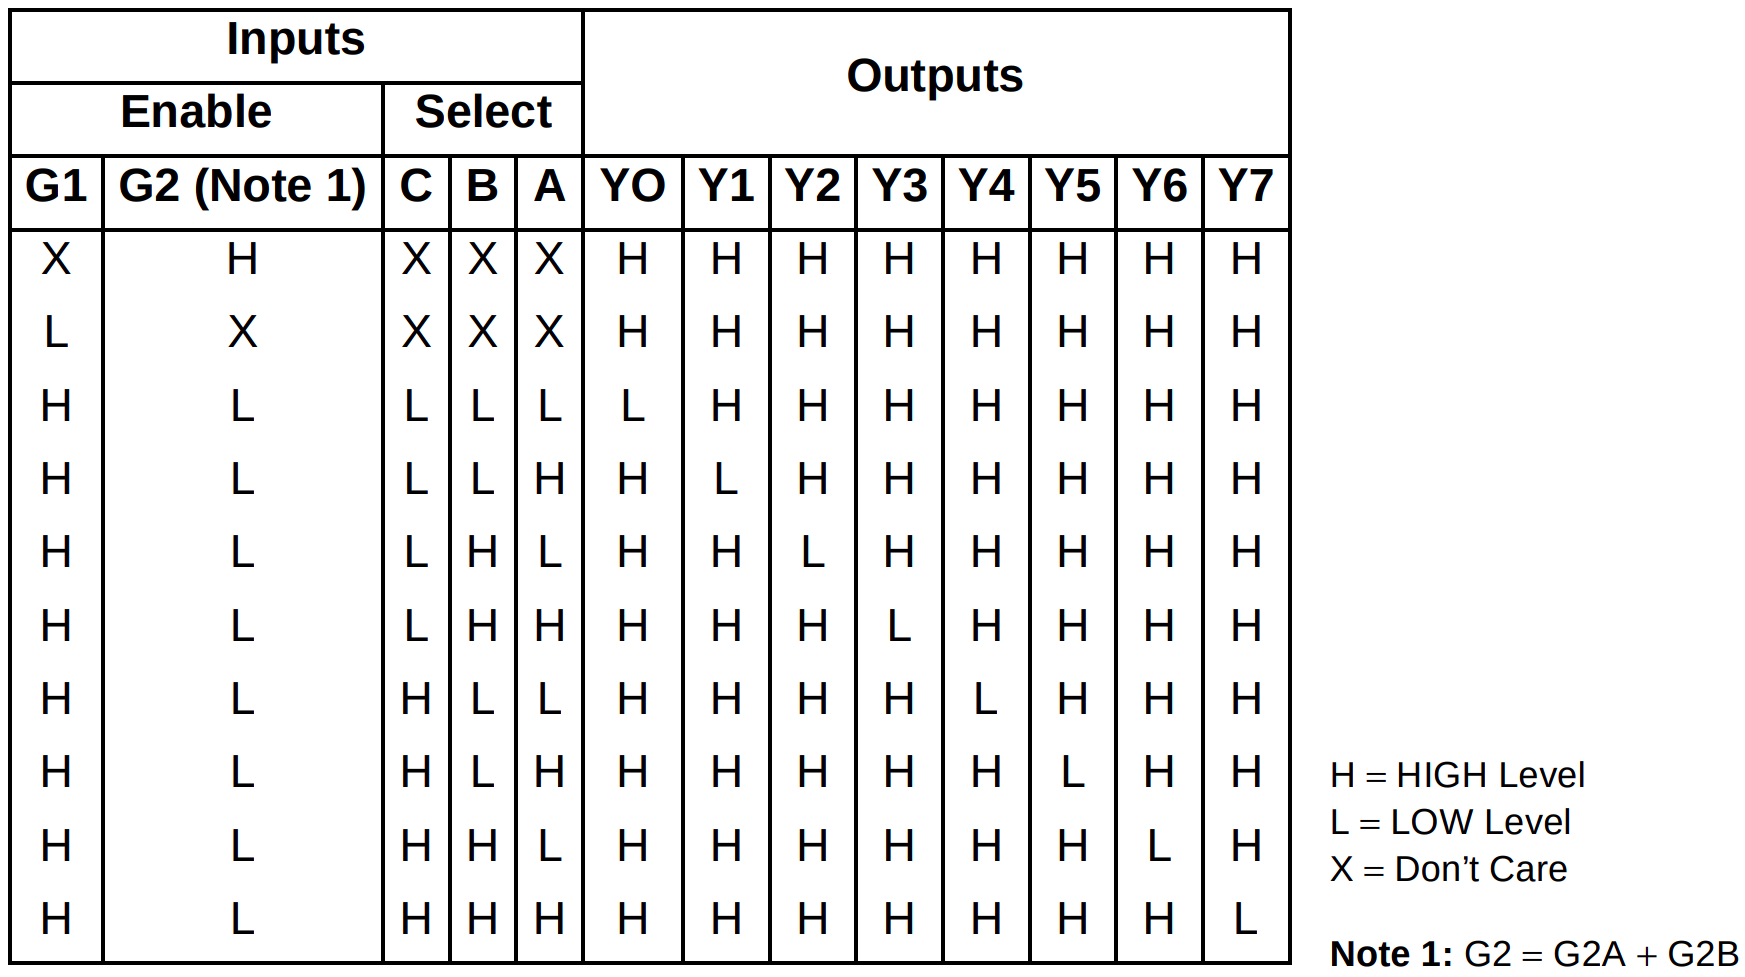 Inputs Outputs
Enable Select
G1 G2 (Note 1) C B A YO Y1 Y2 Y3 Y4 Y5 Y6 Y7
X H X X X H H H H H H H H
L X X X X H H H H H H H H
H L L L L L H H H H H H H
H L L L H H L H H H H H H
H L L H L H H L H H H H H
H L L H H H H H L H H H H
H L H L L H H H H L H H H
H L H L H H H H H H L H H
H L H H L H H H H H H L H
H L H H H H H H H H H H L
H = HIGH Level
L = LOW Level
X = Don’t Care
Note 1: G2 = G2A + G2B